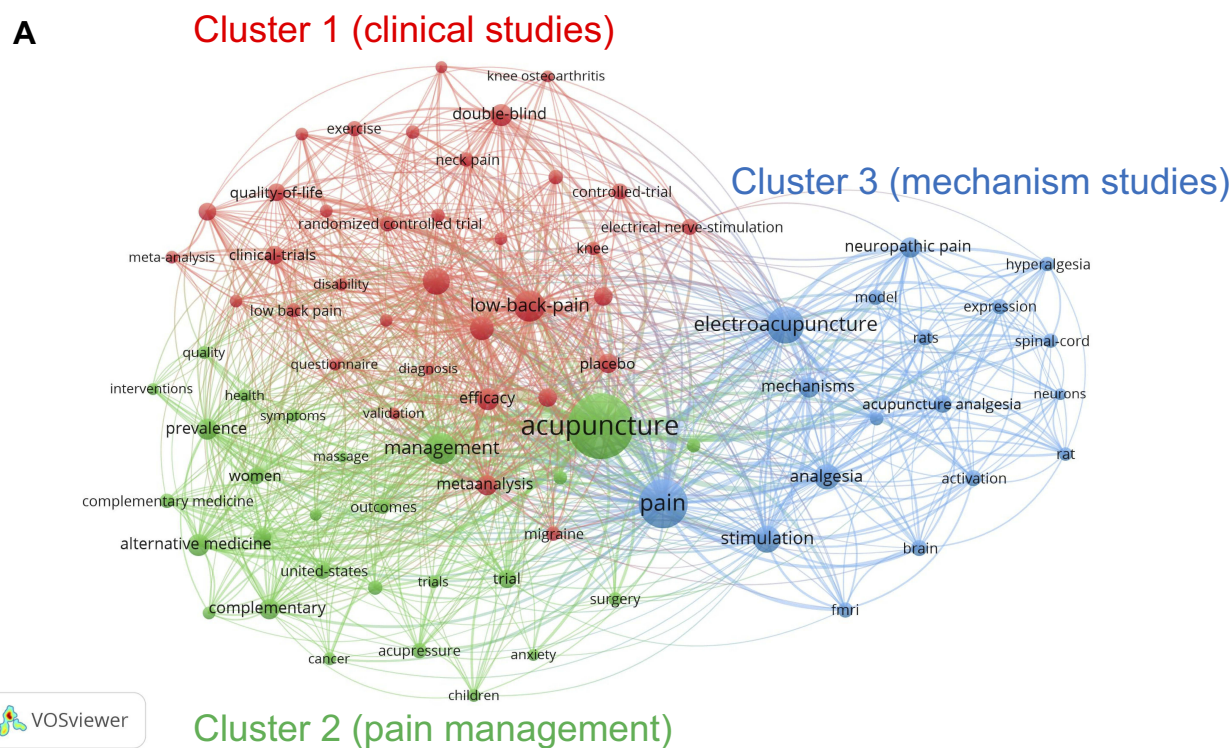 A
Cluster 1 (clinical studies)
knee osteoarthritis
double-blind
exercise
neck pain
Cluster 3 (mechanism studies)
quality-of-life
controlled-trial
randomized controlled trial
electrical nerve-stimulation
neuropathic pain
knee
meta-analysis
clinical-trials
hyperalgesia
disability
model
low-back-pain
expression
low back pain
electroacupuncture
rats
spinal-cord
quality
questionnaire
diagnosis
placebo
interventions
health
mechanisms
neurons
efficacy
acupuncture analgesia
symptoms
validation
acupuncture
prevalence
management
massage
rat
women
metaanalysis
analgesia
activation
complementary medicine
outcomes
pain
migraine
stimulation
alternative medicine
brain
united-states
trials
trial
surgery
complementary
fmri
cancer
acupressure
anxiety
children
VOSviewer
Cluster 2 (pain management)